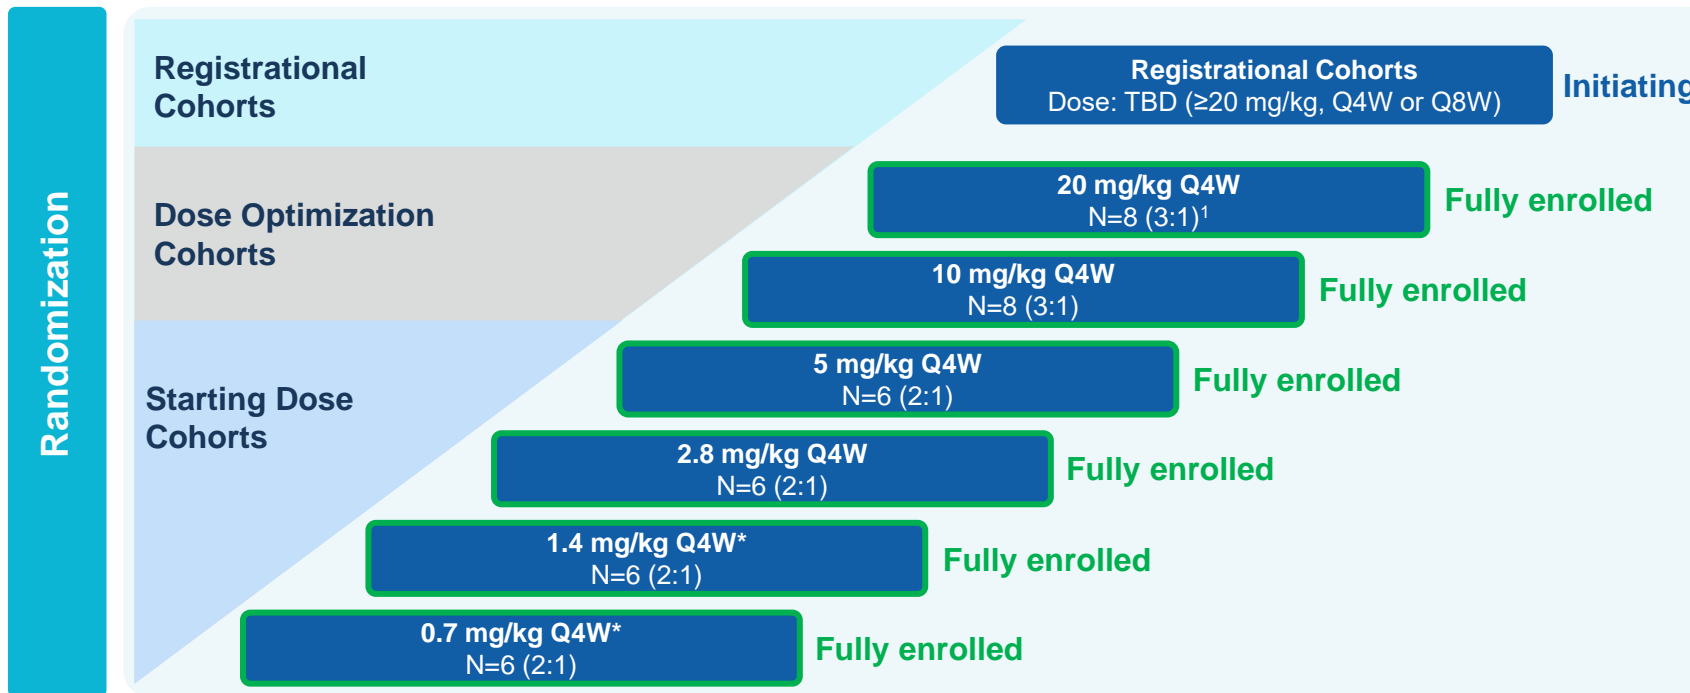 Randomization
Registrational
Cohorts
Registrational Cohorts
Dose: TBD (≥20 mg/kg, Q4W or Q8W)
Initiating
Dose Optimization
Cohorts
20 mg/kg Q4W
N=8 (3:1)¹
Fully enrolled
10 mg/kg Q4W
N=8 (3:1)
Fully enrolled
Starting Dose
Cohorts
5 mg/kg Q4W
N=6 (2:1)
Fully enrolled
2.8 mg/kg Q4W
N=6 (2:1)
Fully enrolled
1.4 mg/kg Q4W*
N=6 (2:1)
Fully enrolled
0.7 mg/kg Q4W*
N=6 (2:1)
Fully enrolled